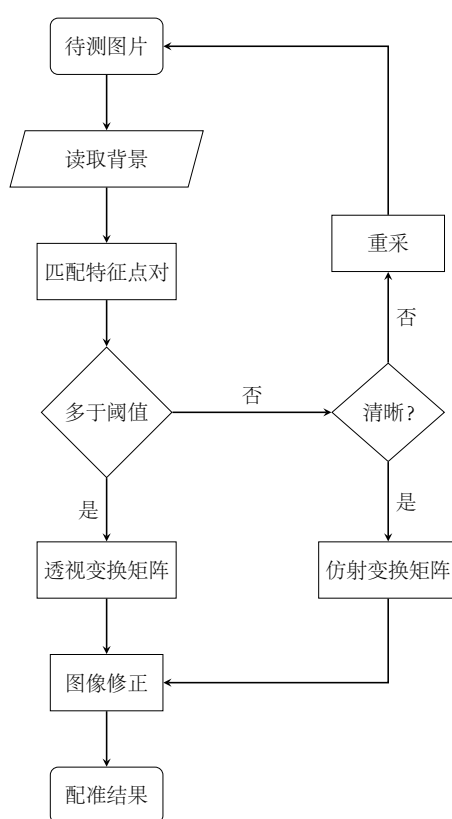 待测图片
读取背景
重采
匹配特征点对
否
否
多于阈值
清晰?
是
是
透视变换矩阵
仿射变换矩阵
图像修正
配准结果